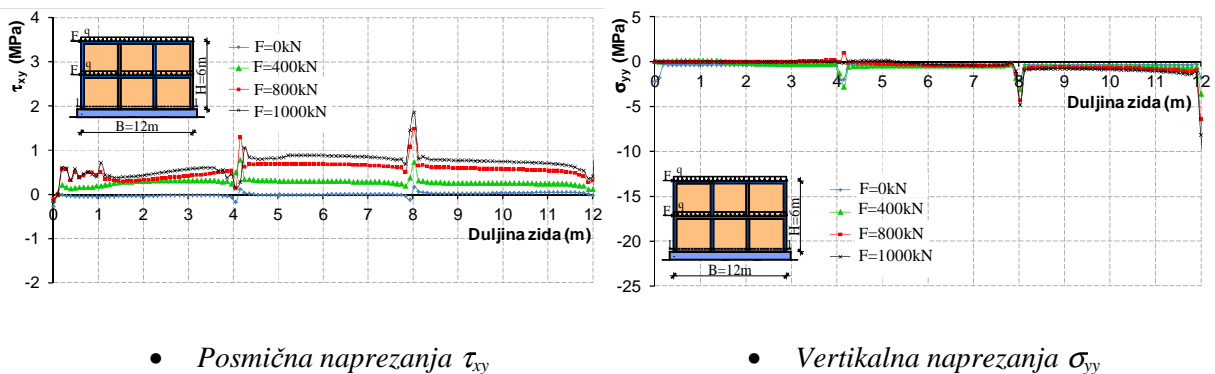 τxy (MPa)
4
3
2
1
0
-1
-2
0 1 2 3 4 5 6 7 8 9 10 11 12
Duljina zida (m)
F q
F q
H=6m
B=12m
F=0kN
F=400kN
F=800kN
F=1000kN
σyy (MPa)
5
0
-5
-10
-15
-20
-25
0 1 2 3 4 5 6 7 8 9 10 11 12
Duljina zida (m)
F q
F q
H=6m
B=12m
F=0kN
F=400kN
F=800kN
F=1000kN
• Posmična naprezanja τxy
• Vertikalna naprezanja σyy